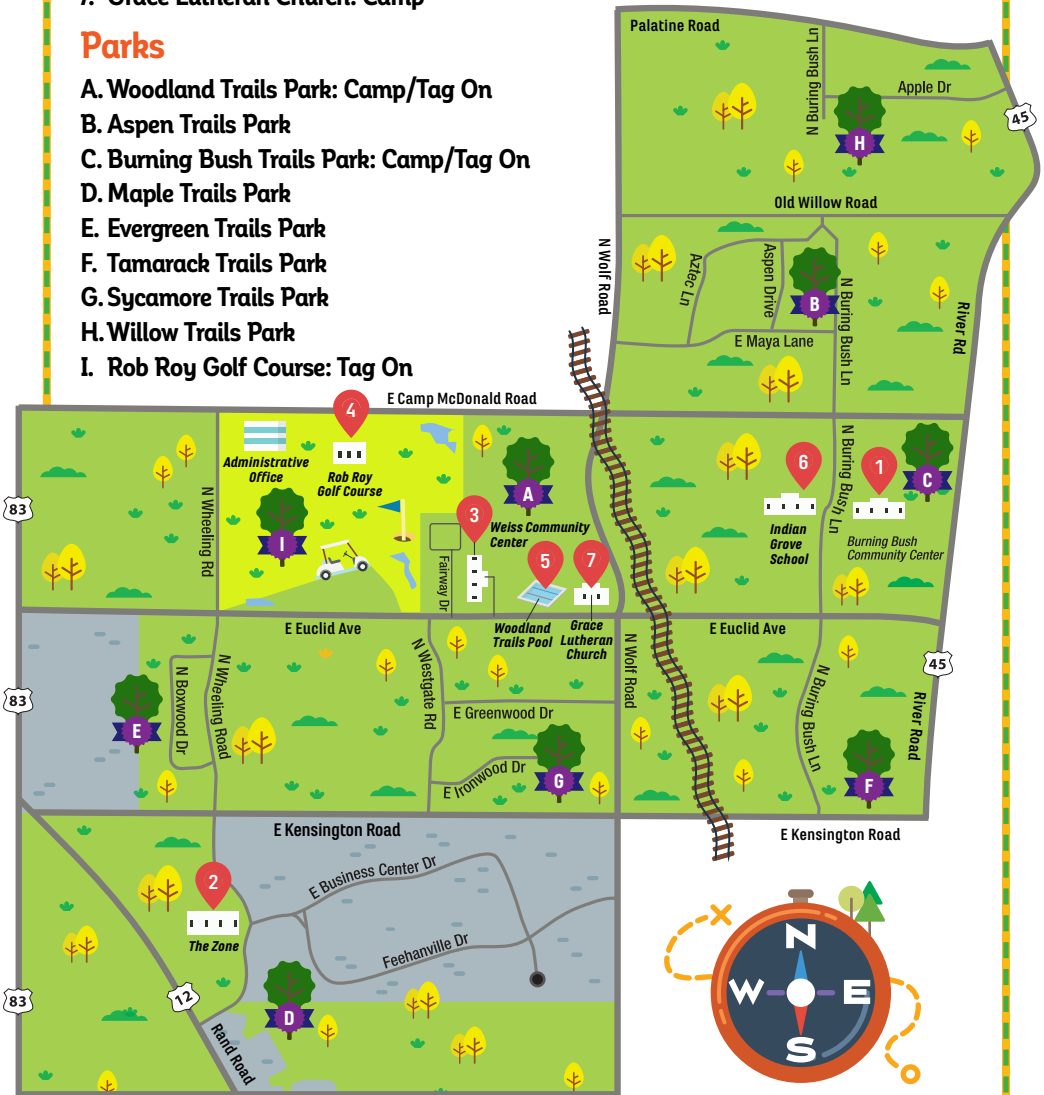 7. Grace Lutheran Church: Camp
Parks
A. Woodland Trails Park: Camp/Tag On
B. Aspen Trails Park
C. Burning Bush Trails Park: Camp/Tag On
D. Maple Trails Park
E. Evergreen Trails Park
F. Tamarack Trails Park
G. Sycamore Trails Park
H. Willow Trails Park
I. Rob Roy Golf Course: Tag On
Palatine Road
N Buring Bush Ln
Apple Dr
45
H
Old Willow Road
N Wolf Road
Aztec Ln
Aspen Drive
B
N Buring Bush Ln
River Rd
E Maya Lane
E Camp McDonald Road
4
Administrative
Office
Rob Roy
Golf Course
A
6
1
C
N Buring Bush Ln
83
N Wheeling Rd
I
3
Weiss Community
Center
Indian
Grove
School
Burning Bush
Community Center
Fairway Dr
5
7
Woodland
Trails Pool
Grace
Lutheran
Church
E Euclid Ave
E Euclid Ave
83
E
N Boxwood Dr
N Wheeling Road
N Westgate Rd
N Wolf Road
N Buring Bush Ln
45
River Road
E Greenwood Dr
E Ironwood Dr
G
F
E Kensington Road
E Kensington Road
2
The Zone
E Business Center Dr
Feehanville Dr
83
12
D
Rand Road
N
W
E
S